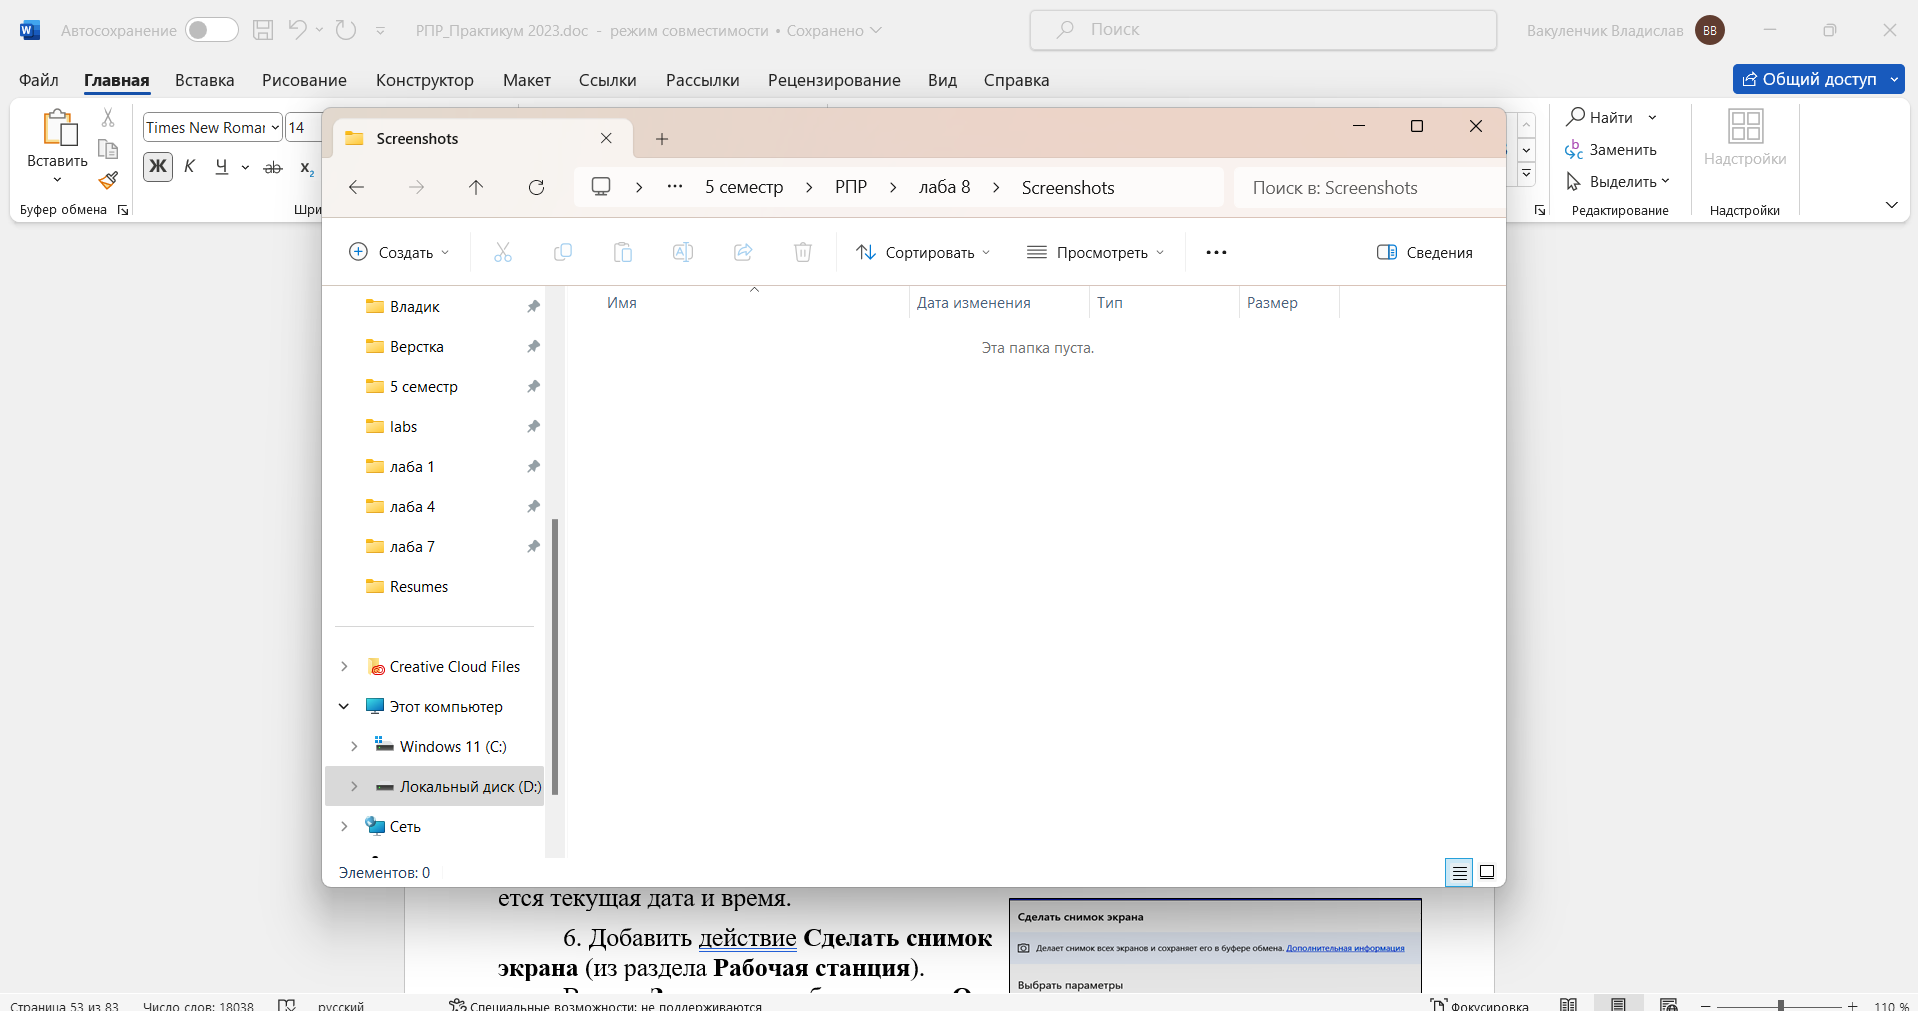 Автосохранение
РПР_Практикум 2023.doc - режим совместимости • Сохранено
Поиск
Вакуленчик Владислав
ВВ
Файл Главная Вставка Рисование Конструктор Макет Ссылки Рассылки Рецензирование Вид Справка
Общий доступ
Вставить
Буфер обмена
Times New Roma
14
Ж К Ч ab x2
Шри
Найти
Заменить
Выделить
Редактирование
Надстройки
Надстройки
Screenshots
5 семестр > РПР > лаба 8 > Screenshots
Поиск в: Screenshots
Создать
Сортировать
Просмотреть
Сведения
Имя Дата изменения Тип Размер
Эта папка пуста.
Владик
Верстка
5 семестр
labs
лаба 1
лаба 4
лаба 7
Resumes
Creative Cloud Files
Этот компьютер
Windows 11 (C:)
Локальный диск (D:)
Сеть
Элементов: 0
ется текущая дата и время.
6. Добавить действие Сделать снимок
экрана (из раздела Рабочая станция).
Сделать снимок экрана
Делает снимок всех экранов и сохраняет его в буфере обмена. Дополнительная информация
Выбрать параметры
Страница 53 из 83 Число слов: 18038 русский Специальные возможности: не поддерживаются Фокусировка 110 %